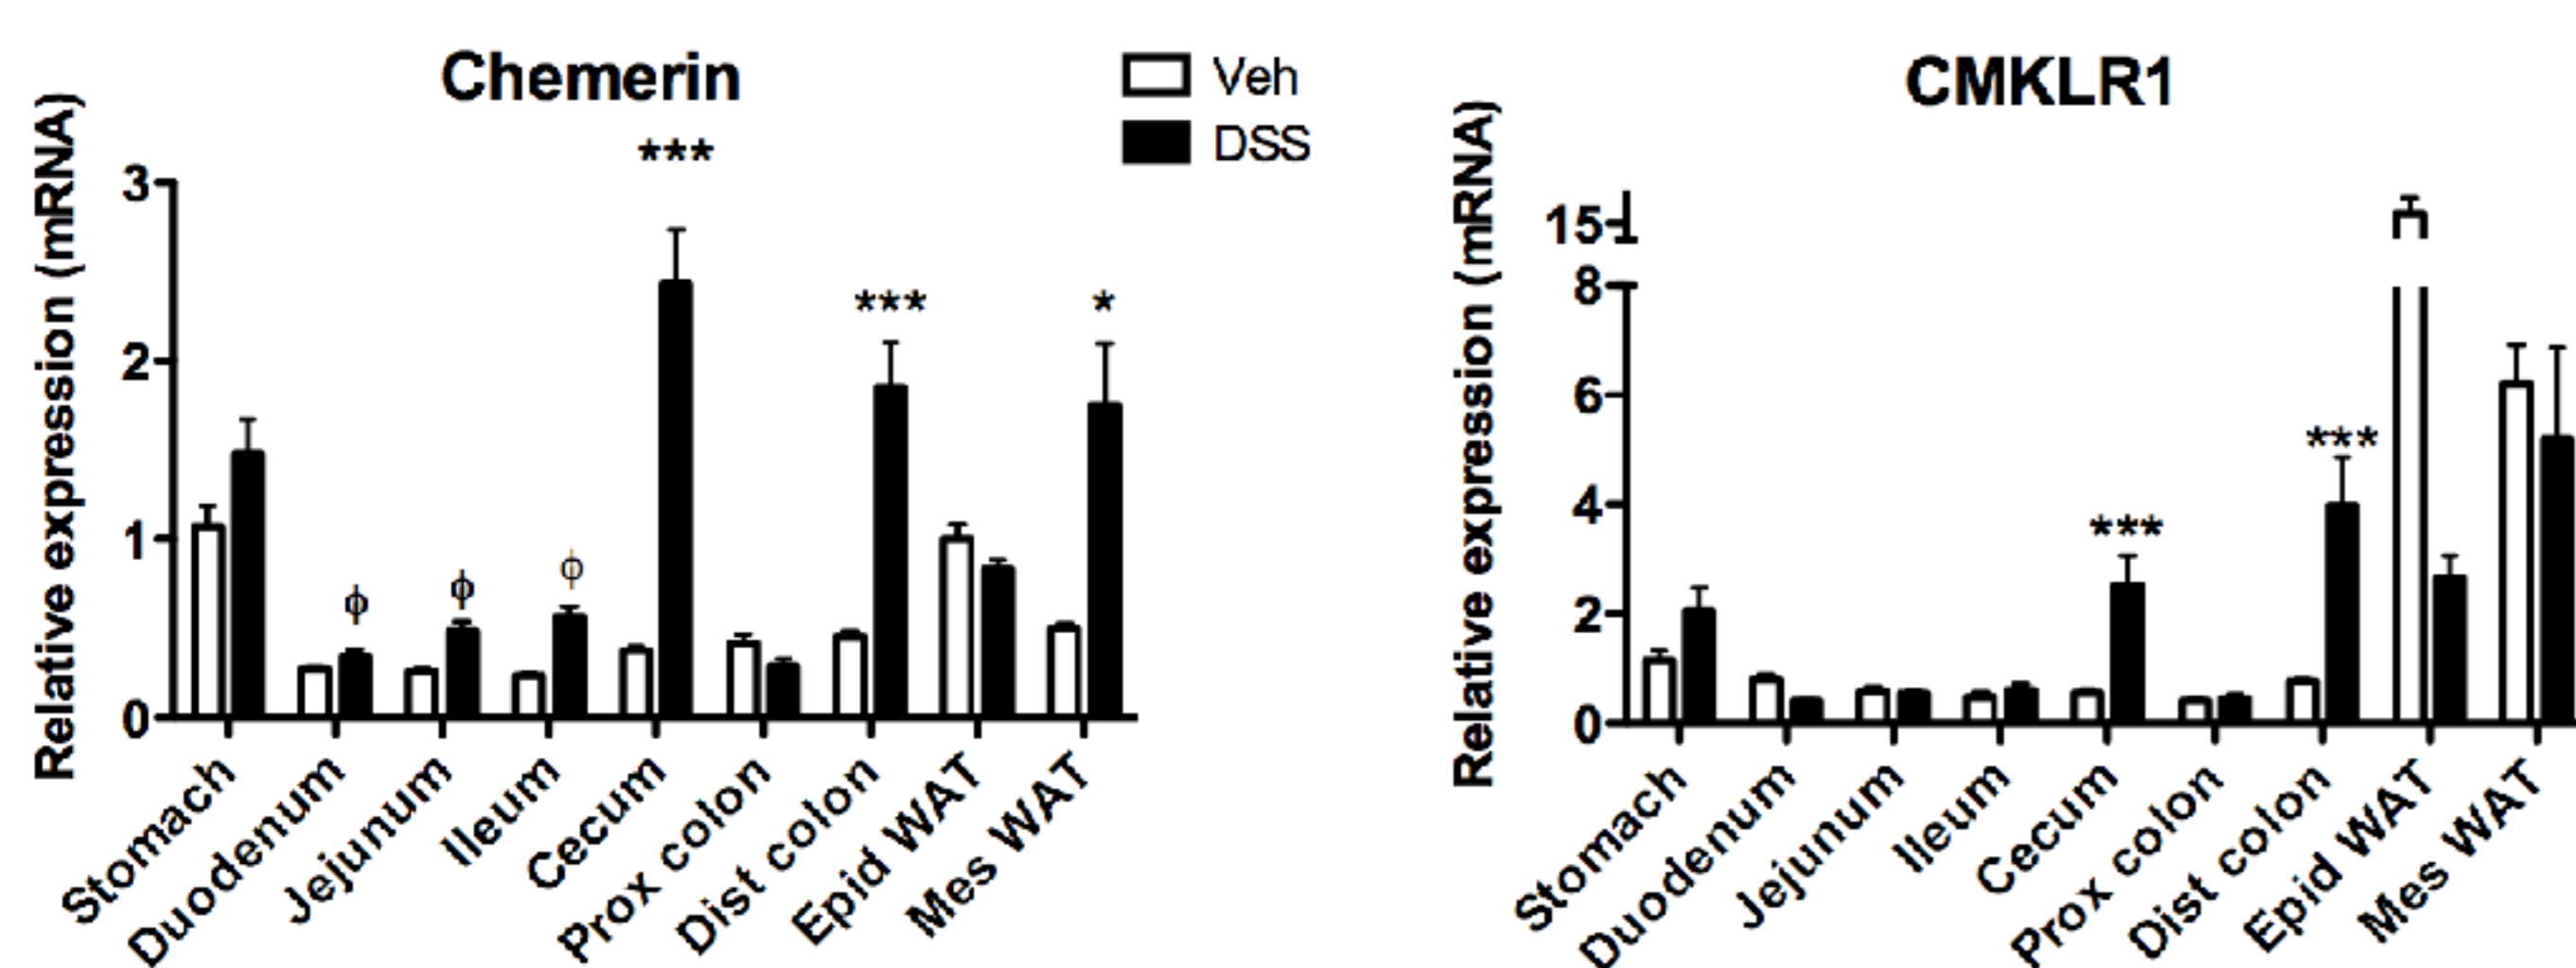 Chemerin
Veh
DSS
Relative expression (mRNA)
***
3
***
*
2
1
ϕ
ϕ
ϕ
0
Stomach
Duodenum
Jejunum
Ileum
Cecum
Prox colon
Dist colon
Epid WAT
Mes WAT
CMKLR1
Relative expression (mRNA)
15
8
6
***
4
***
2
0
Stomach
Duodenum
Jejunum
Ileum
Cecum
Prox colon
Dist colon
Epid WAT
Mes WAT